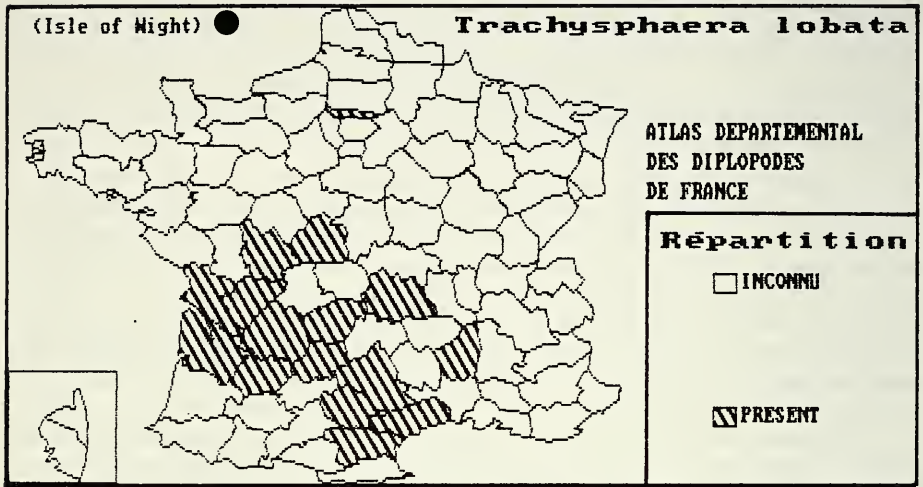 (Isle of Wight) Trachysphaera lobata
ATLAS DEPARTEMENTAL
DES DIPLOPODES
DE FRANCE
Répartition
INCONNU
PRESENT